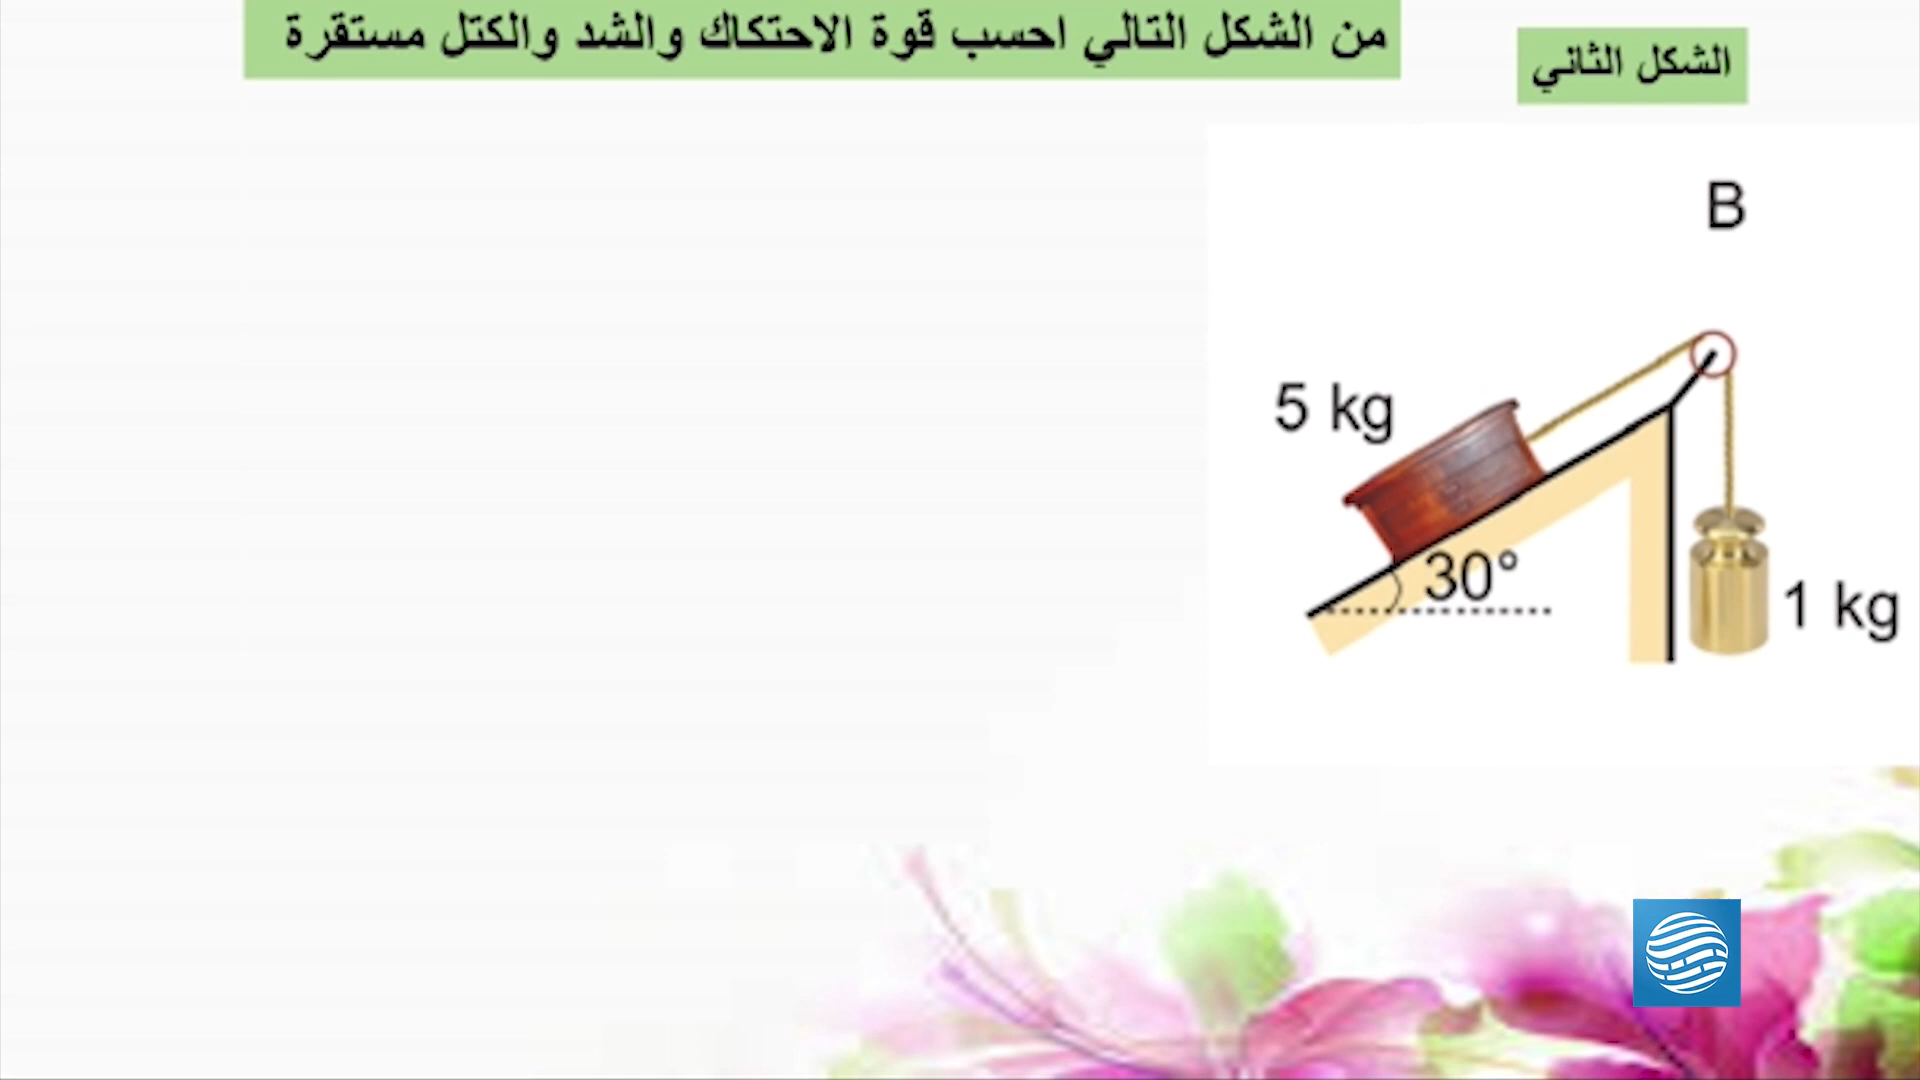 من الشكل التالي احسب قوة الاحتكاك والشد والكتل مستقرة
الشكل الثاني
B
5 kg
30°
1 kg